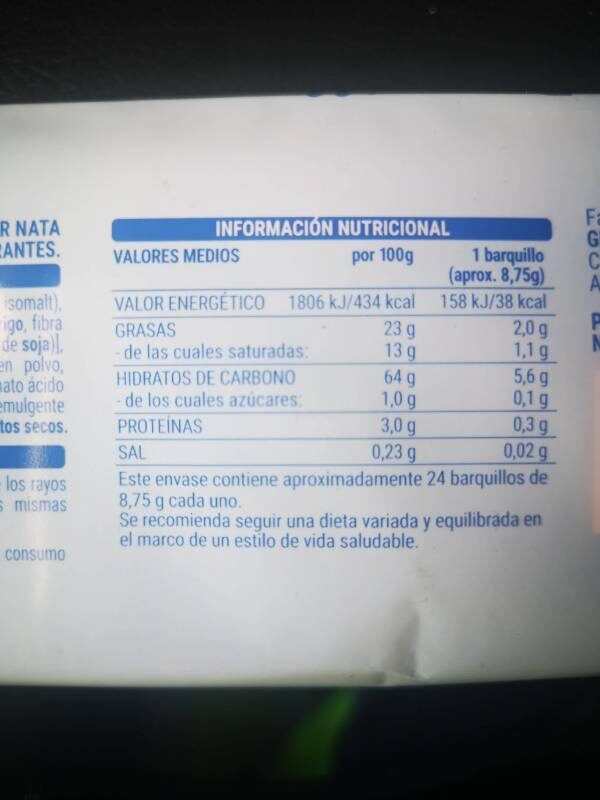 R NATA
RANTES.
isomalt),
igo, fibra
de soja)],
en polvo,
nato ácido
emulgente
tos secos.
los rayos
s mismas
consumo
INFORMACIÓN NUTRICIONAL
VALORES MEDIOS por 100g 1 barquillo
(aprox. 8,75g)
VALOR ENERGÉTICO 1806 kJ/434 kcal 158 kJ/38 kcal
GRASAS 23 g 2,0 g
- de las cuales saturadas: 13 g 1,1 g
HIDRATOS DE CARBONO 64 g 5,6 g
- de los cuales azúcares: 1,0 g 0,1 g
PROTEÍNAS 3,0 g 0,3 g
SAL 0,23 g 0,02 g
Este envase contiene aproximadamente 24 barquillos de
8,75 g cada uno.
Se recomienda seguir una dieta variada y equilibrada en
el marco de un estilo de vida saludable.